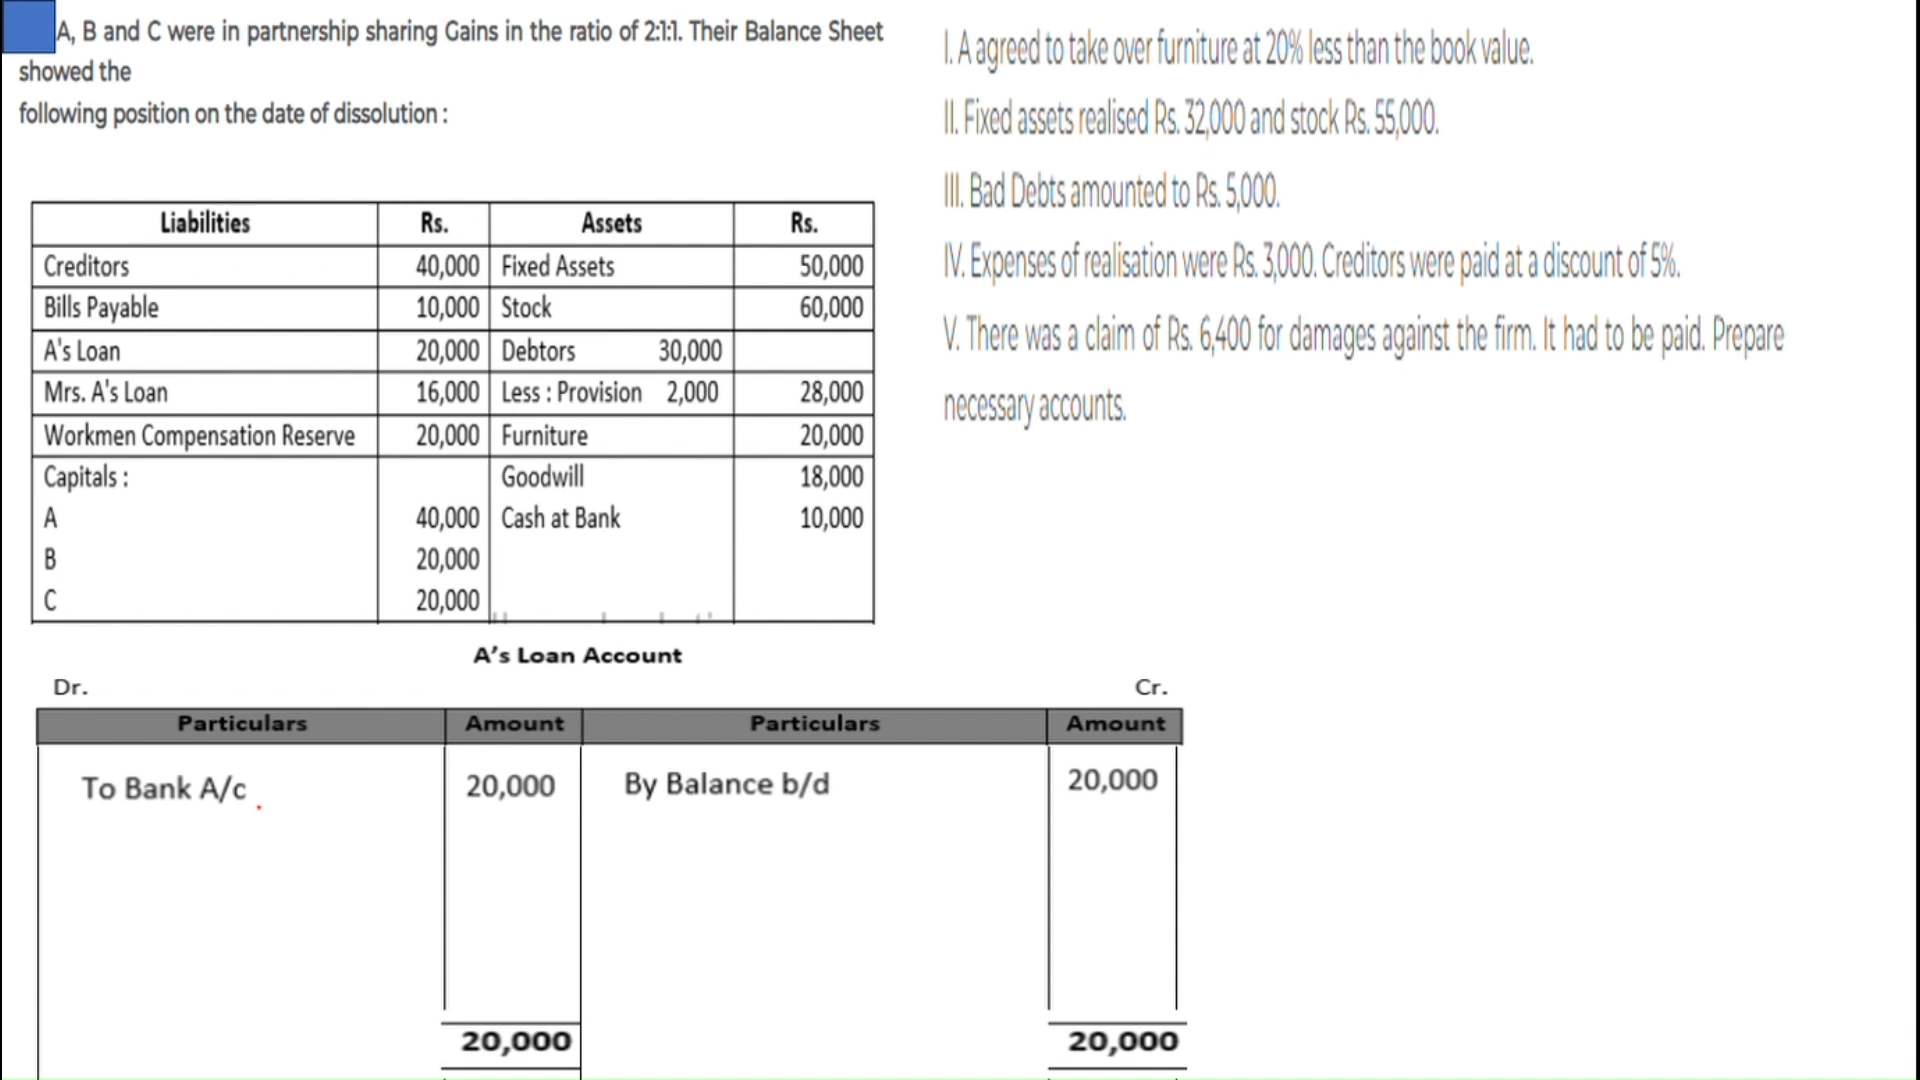 A, B and C were in partnership sharing Gains in the ratio of 2:1:1. Their Balance Sheet
showed the
following position on the date of dissolution :
Liabilities Rs. Assets Rs.
Creditors 40,000 Fixed Assets 50,000
Bills Payable 10,000 Stock 60,000
A's Loan 20,000 Debtors 30,000
Mrs. A's Loan 16,000 Less : Provision 2,000 28,000
Workmen Compensation Reserve 20,000 Furniture 20,000
Capitals : Goodwill 18,000
A 40,000 Cash at Bank 10,000
B 20,000
C 20,000
I. A agreed to take over furniture at 20% less than the book value.
II. Fixed assets realised Rs. 32,000 and stock Rs. 55,000.
III. Bad Debts amounted to Rs. 5,000.
IV. Expenses of realisation were Rs. 3,000. Creditors were paid at a discount of 5%.
V. There was a claim of Rs. 6,400 for damages against the firm. It had to be paid. Prepare
necessary accounts.
A's Loan Account
Dr. Cr.
Particulars Amount Particulars Amount
To Bank A/c 20,000 By Balance b/d 20,000
20,000 20,000